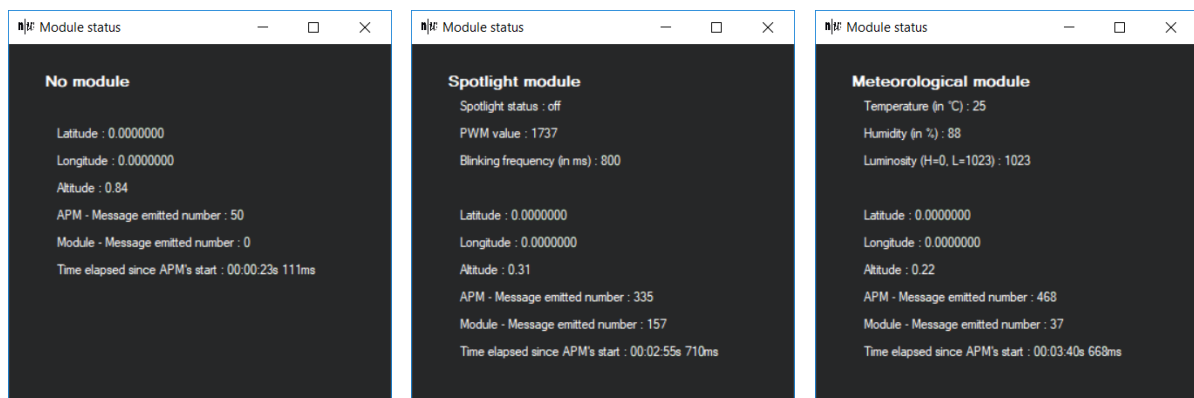 Module status
No module
Latitude : 0.0000000
Longitude : 0.0000000
Altitude : 0.84
APM - Message emitted number : 50
Module - Message emitted number : 0
Time elapsed since APM's start : 00:00:23s 111ms
Module status
Spotlight module
Spotlight status : off
PWM value : 1737
Blinking frequency (in ms) : 800
Latitude : 0.0000000
Longitude : 0.0000000
Altitude : 0.31
APM - Message emitted number : 335
Module - Message emitted number : 157
Time elapsed since APM's start : 00:02:55s 710ms
Module status
Meteorological module
Temperature (in °C) : 25
Humidity (in %) : 88
Luminosity (H=0, L=1023) : 1023
Latitude : 0.0000000
Longitude : 0.0000000
Altitude : 0.22
APM - Message emitted number : 468
Module - Message emitted number : 37
Time elapsed since APM's start : 00:03:40s 668ms